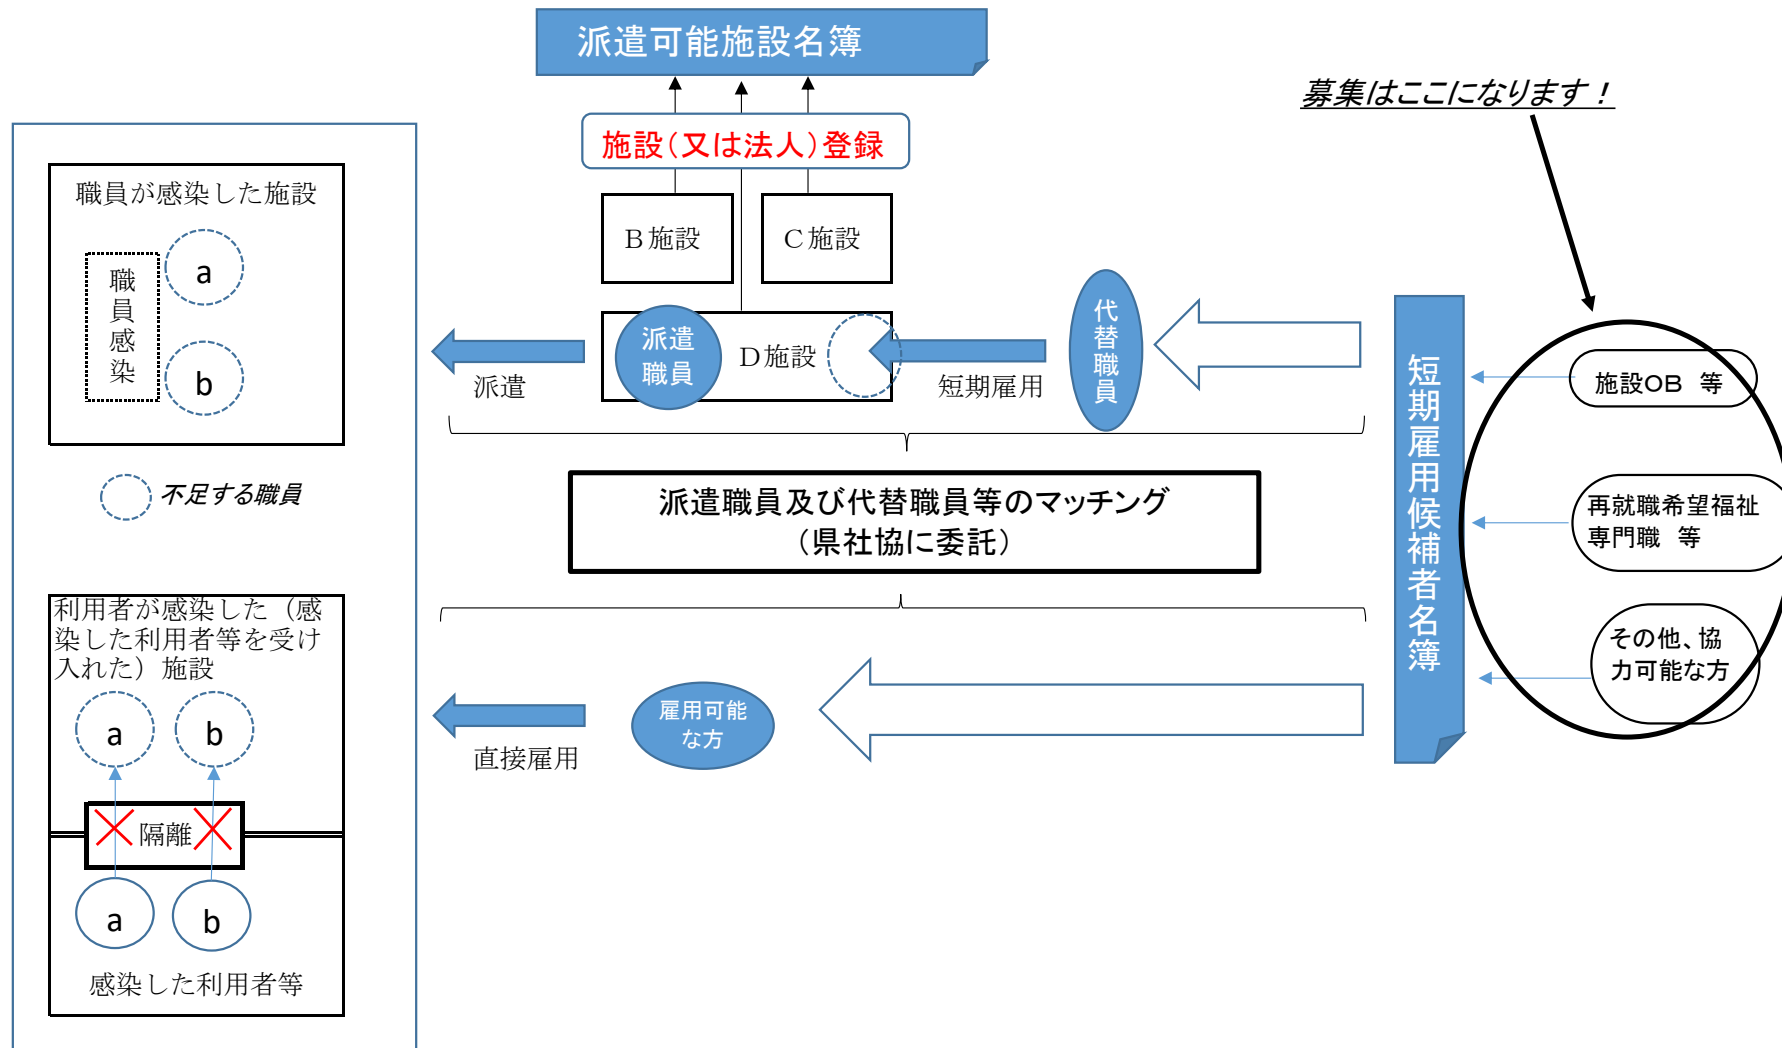 派遣可能施設名簿
募集はここになります！
施設（又は法人）登録
職員が感染した施設
職員感染
a
b
Ｂ施設
Ｃ施設
派遣
職員
Ｄ施設
代替職員
派遣
短期雇用
短期雇用候補者名簿
施設ＯＢ　等
不足する職員
派遣職員及び代替職員等のマッチング
（県社協に委託）
再就職希望福祉
専門職　等
利用者が感染した（感
染した利用者等を受け
入れた）施設
a
b
隔離
a
b
感染した利用者等
雇用可能
な方
直接雇用
その他、協
力可能な方